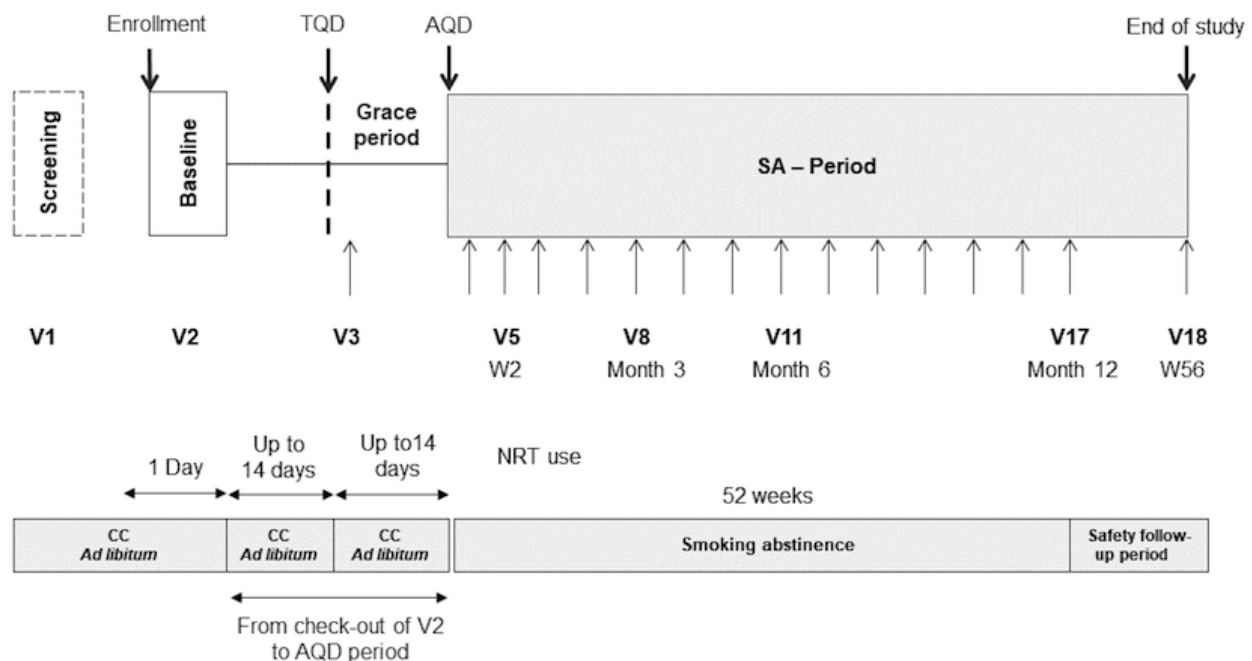 Enrollment
TQD
AQD
End of study
Screening
Baseline
Grace
period
SA – Period
V1
V2
V3
V5
W2
V8
Month 3
V11
Month 6
V17
Month 12
V18
W56
1 Day
Up to
14 days
Up to14
days
NRT use
52 weeks
CC
Ad libitum
CC
Ad libitum
CC
Ad libitum
Smoking abstinence
Safety follow-
up period
From check-out of V2
to AQD period